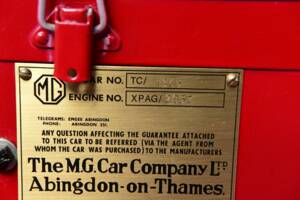 MG
CAR NO. TC/
ENGINE NO. XPAG/
TELEGRAMS: EMGEE ABINGDON
PHONE: ABINGDON 251.
ANY QUESTION AFFECTING THE GUARANTEE ATTACHED
TO THIS CAR TO BE REFERRED (VIA THE AGENT FROM
WHOM THE CAR WAS PURCHASED) TO THE MANUFACTURERS
The M.G. Car Company LTD
Abingdon-on-Thames.